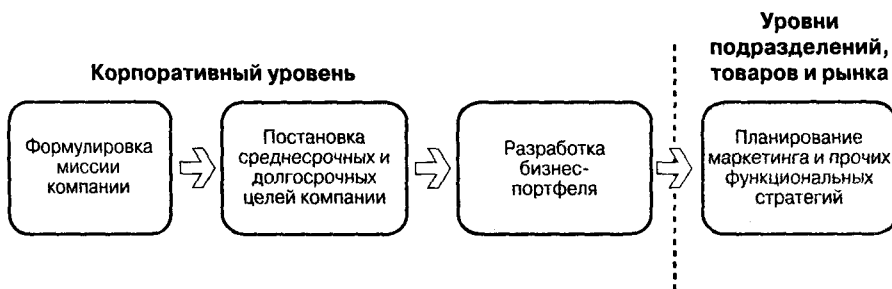 Корпоративный уровень
Уровни
подразделений,
товаров и рынка
Формулировка
миссии
компании
Постановка
среднесрочных и
долгосрочных
целей компании
Разработка
бизнес-
портфеля
Планирование
маркетинга и прочих
функциональных
стратегий